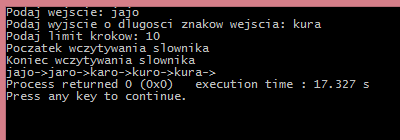 Podaj wejscie: jajo
Podaj wyjscie o dlugosci znakow wejscia: kura
Podaj limit krokow: 10
Poczatek wczytywania slownika
Koniec wczytywania slownika
jajo->jaro->karo->kuro->kura->
Process returned 0 (0x0)   execution time : 17.327 s
Press any key to continue.